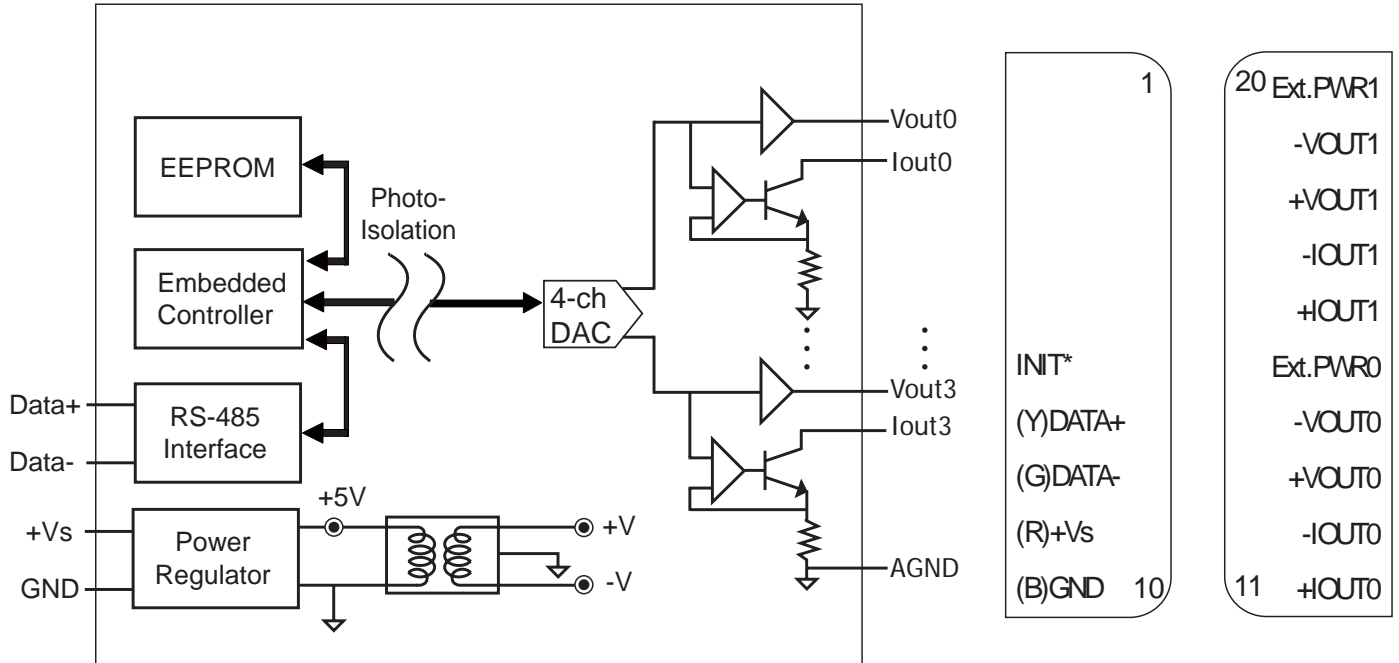 EEPROM
Photo-
Isolation
Embedded
Controller
4-ch
DAC
Vout0
Iout0
Vout3
Iout3
Data+
Data-
RS-485
Interface
+5V
+Vs
GND
Power
Regulator
+V
-V
AGND
1
INIT*
(Y)DATA+
(G)DATA-
(R)+Vs
(B)GND 10
20 Ext.PWR1
-VOUT1
+VOUT1
-IOUT1
+IOUT1
Ext.PWR0
-VOUT0
+VOUT0
-IOUT0
11 +IOUT0